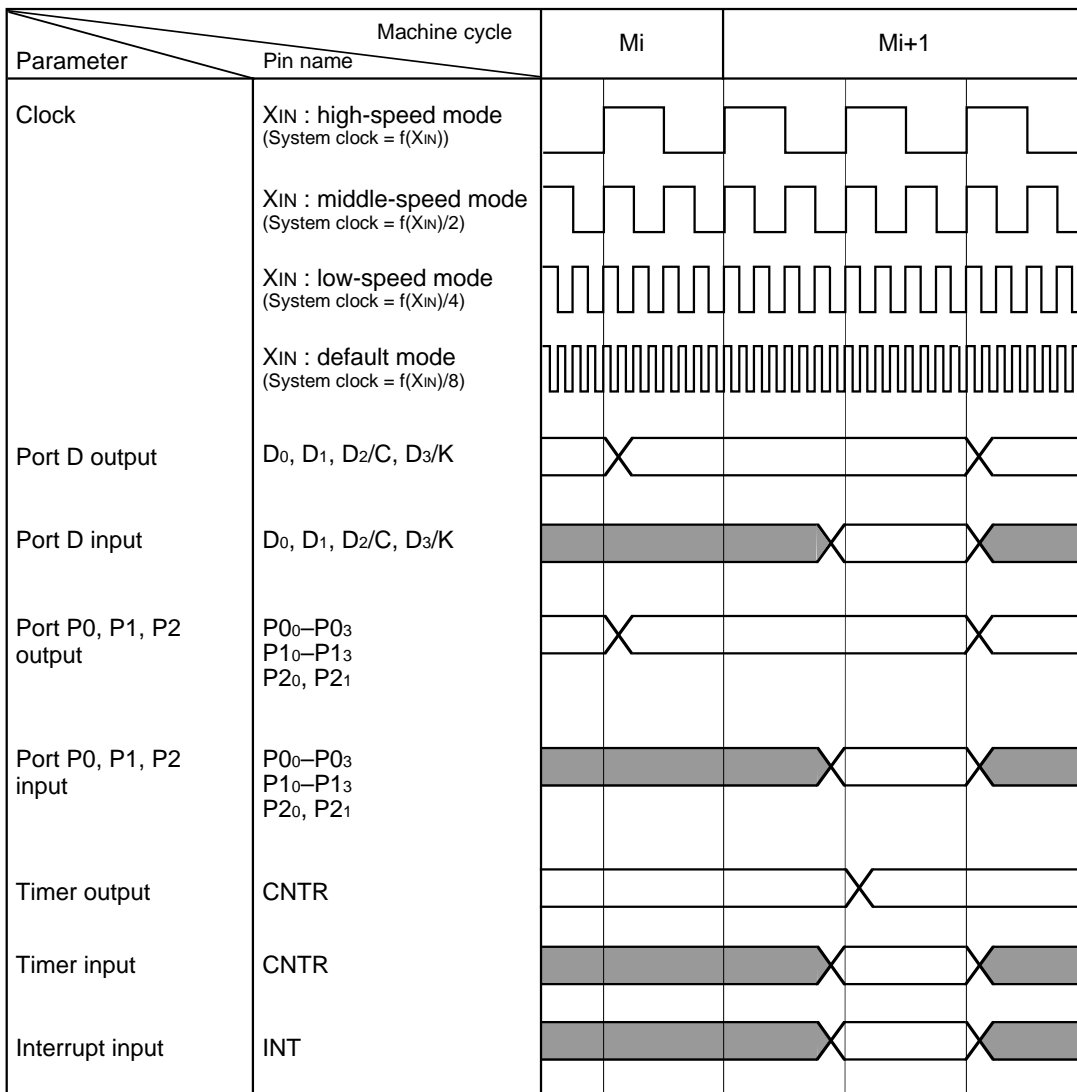 Machine cycle
Parameter
Pin name
Mi
Mi+1
Clock
XIN : high-speed mode
(System clock = f(XIN))
XIN : middle-speed mode
(System clock = f(XIN)/2)
XIN : low-speed mode
(System clock = f(XIN)/4)
XIN : default mode
(System clock = f(XIN)/8)
Port D output
D0, D1, D2/C, D3/K
Port D input
D0, D1, D2/C, D3/K
Port P0, P1, P2
output
P00–P03
P10–P13
P20, P21
Port P0, P1, P2
input
P00–P03
P10–P13
P20, P21
Timer output
CNTR
Timer input
CNTR
Interrupt input
INT